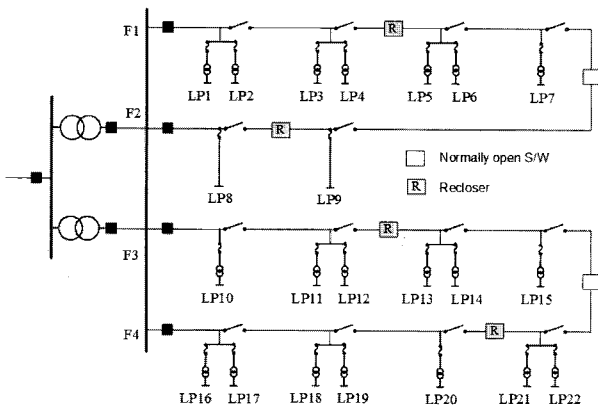 F1
R
LP1 LP2 LP3 LP4 LP5 LP6 LP7
F2
R
LP8 LP9
Normally open S/W
R Recloser
F3
R
LP10 LP11 LP12 LP13 LP14 LP15
F4
R
LP16 LP17 LP18 LP19 LP20 LP21 LP22